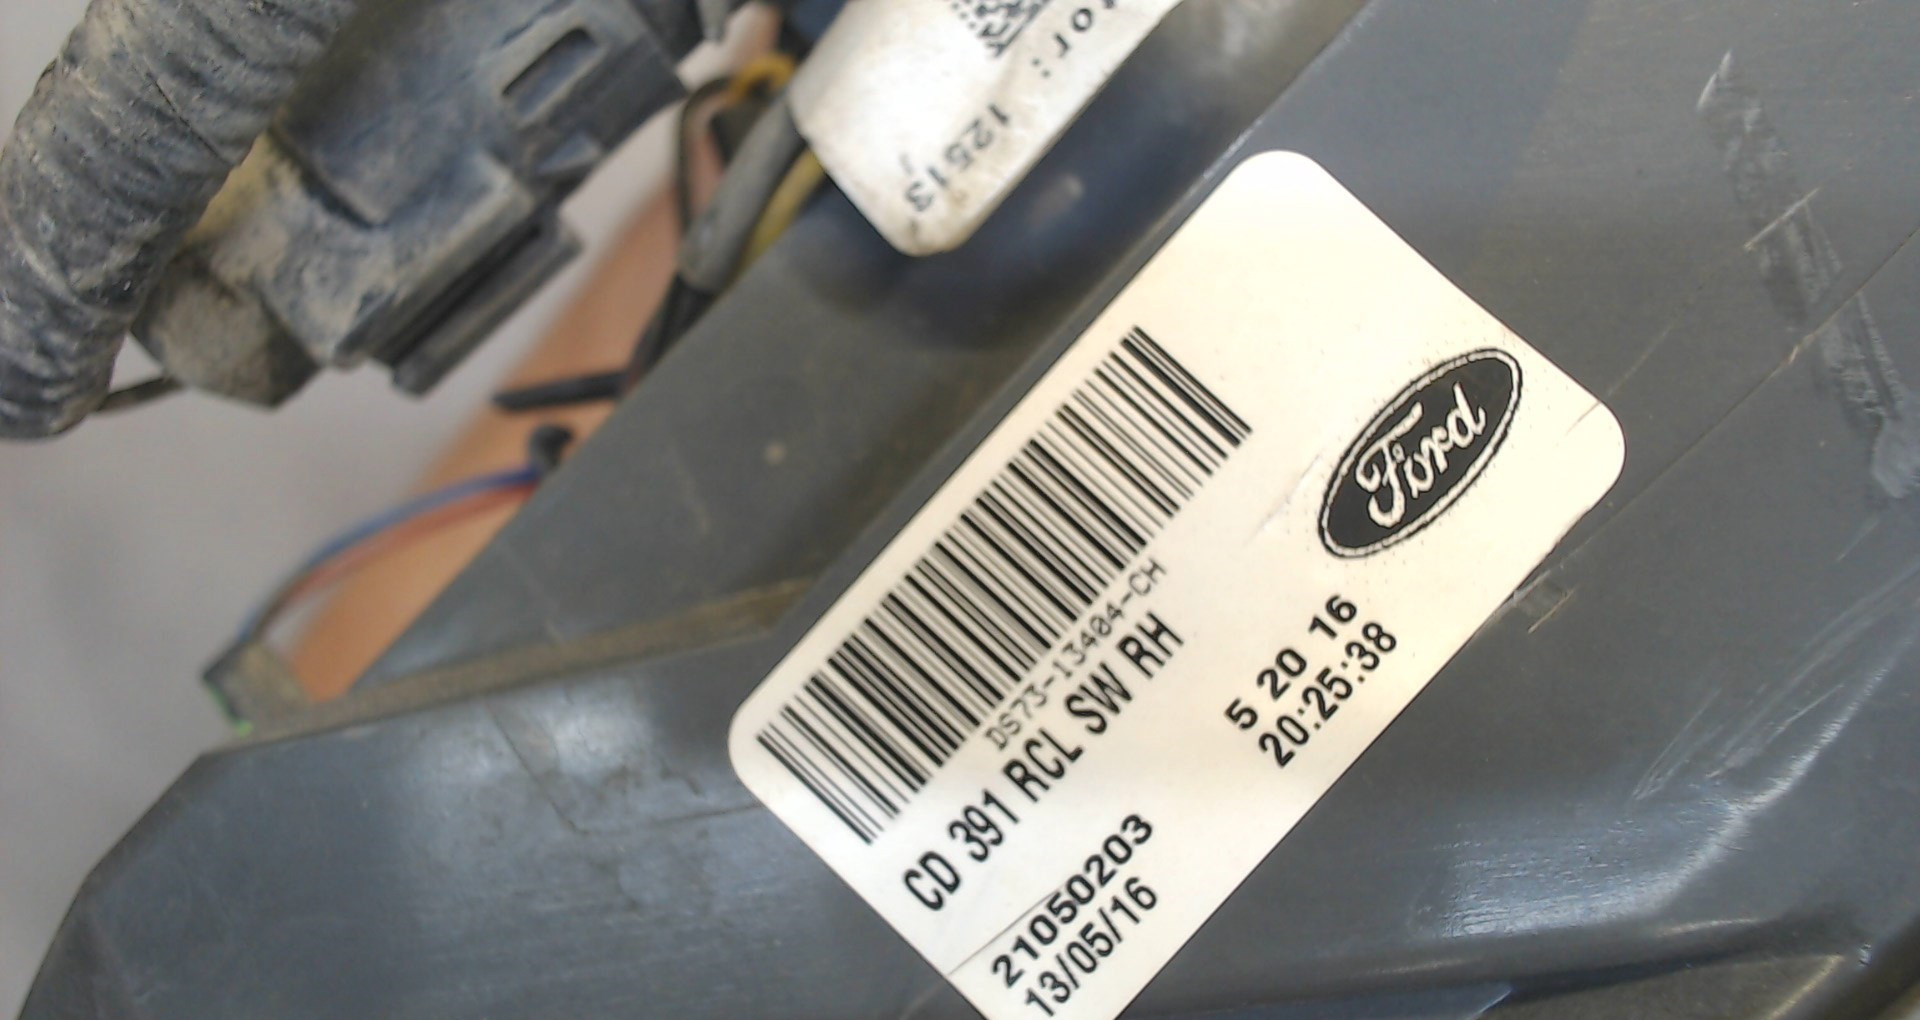 tor:
12513
Ford
DS73-13404-CH
CD 391 RCL SW RH
5 20 16
20:25:38
21050203
13/05/16